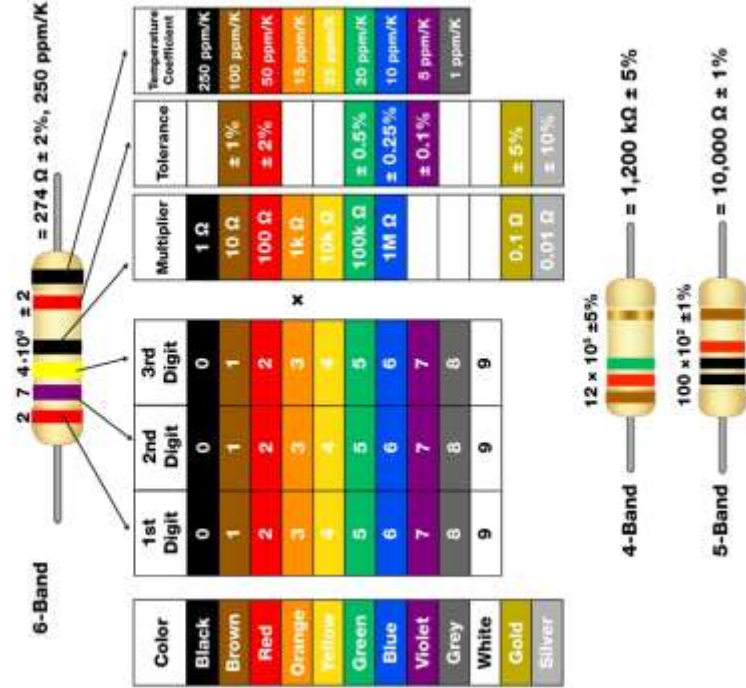 6-Band
2 7 4·10⁰ ± 2
= 274 Ω ± 2%, 250 ppm/K
Color 1st Digit 2nd Digit 3rd Digit Multiplier Tolerance Temperature Coefficient
Black 0 0 0 1 Ω 250 ppm/K
Brown 1 1 1 10 Ω ± 1% 100 ppm/K
Red 2 2 2 100 Ω ± 2% 50 ppm/K
Orange 3 3 3 × 1k Ω 15 ppm/K
Yellow 4 4 4 10k Ω 25 ppm/K
Green 5 5 5 100k Ω ± 0.5% 20 ppm/K
Blue 6 6 6 1M Ω ± 0.25% 10 ppm/K
Violet 7 7 7 ± 0.1% 5 ppm/K
Grey 8 8 8 1 ppm/K
White 9 9 9
Gold 0.1 Ω ± 5%
Silver 0.01 Ω ± 10%
4-Band
12 × 10⁵ ±5%
= 1,200 kΩ ± 5%
5-Band
100 ×10² ±1%
= 10,000 Ω ± 1%